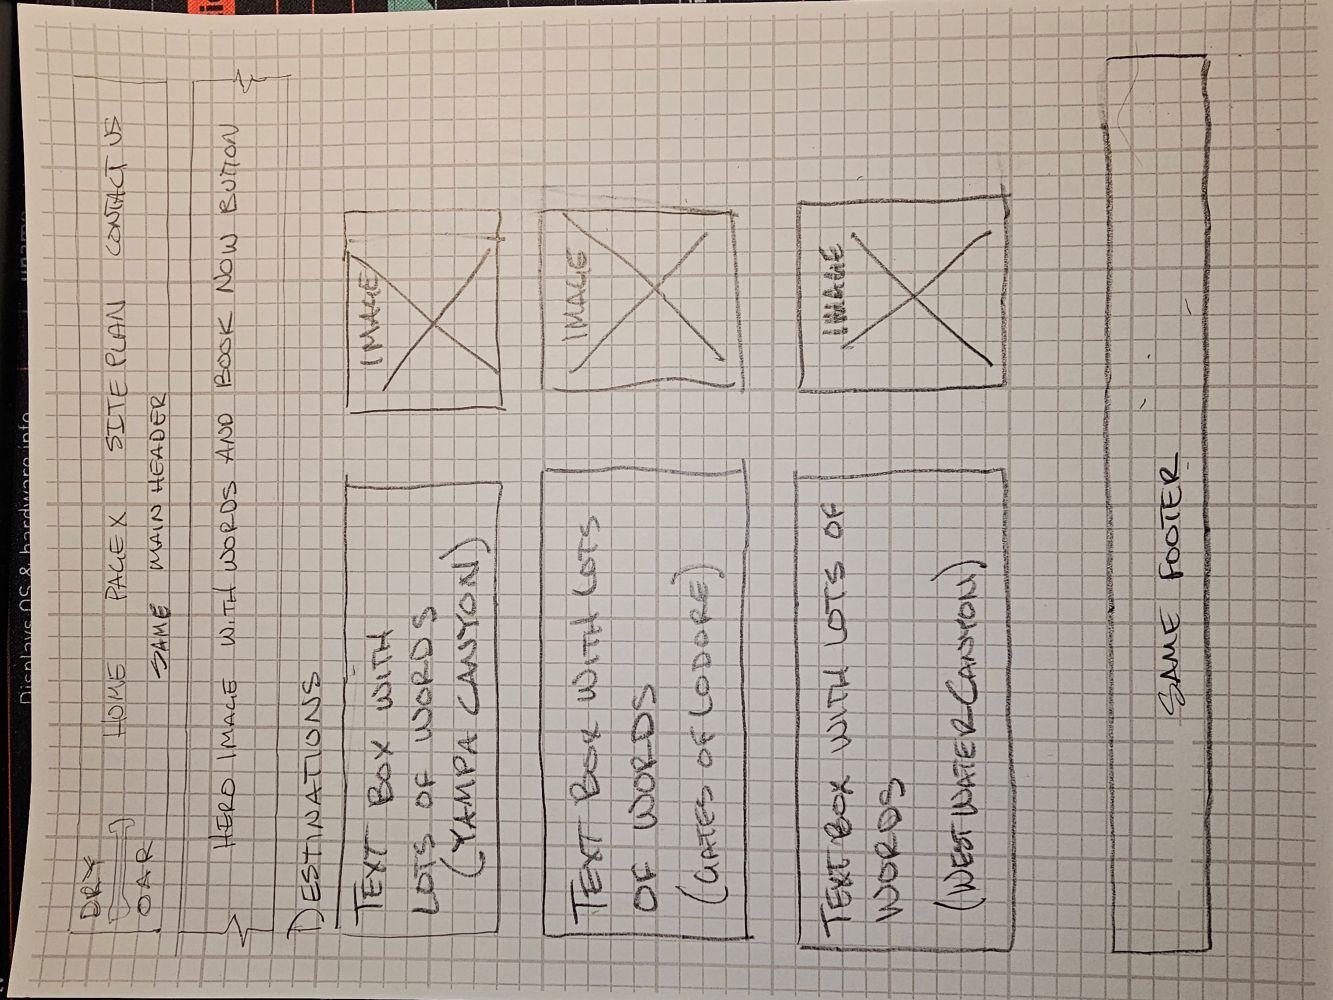 Displays OS & hardware info
uname
DRY
OAR
HOME PAGE X SITE PLAN CONTACT US
SAME MAIN HEADER
HERO IMAGE WITH WORDS AND BOOK NOW BUTTON
DESTINATIONS
TEXT BOX WITH
LOTS OF WORDS
(YAMPA CANYON)
IMAGE
TEXT BOX WITH LOTS
OF WORDS
(GATES OF LODORE)
IMAGE
TEXT BOX WITH LOTS OF
WORDS
(WESTWATER CANYON)
IMAGE
SAME FOOTER